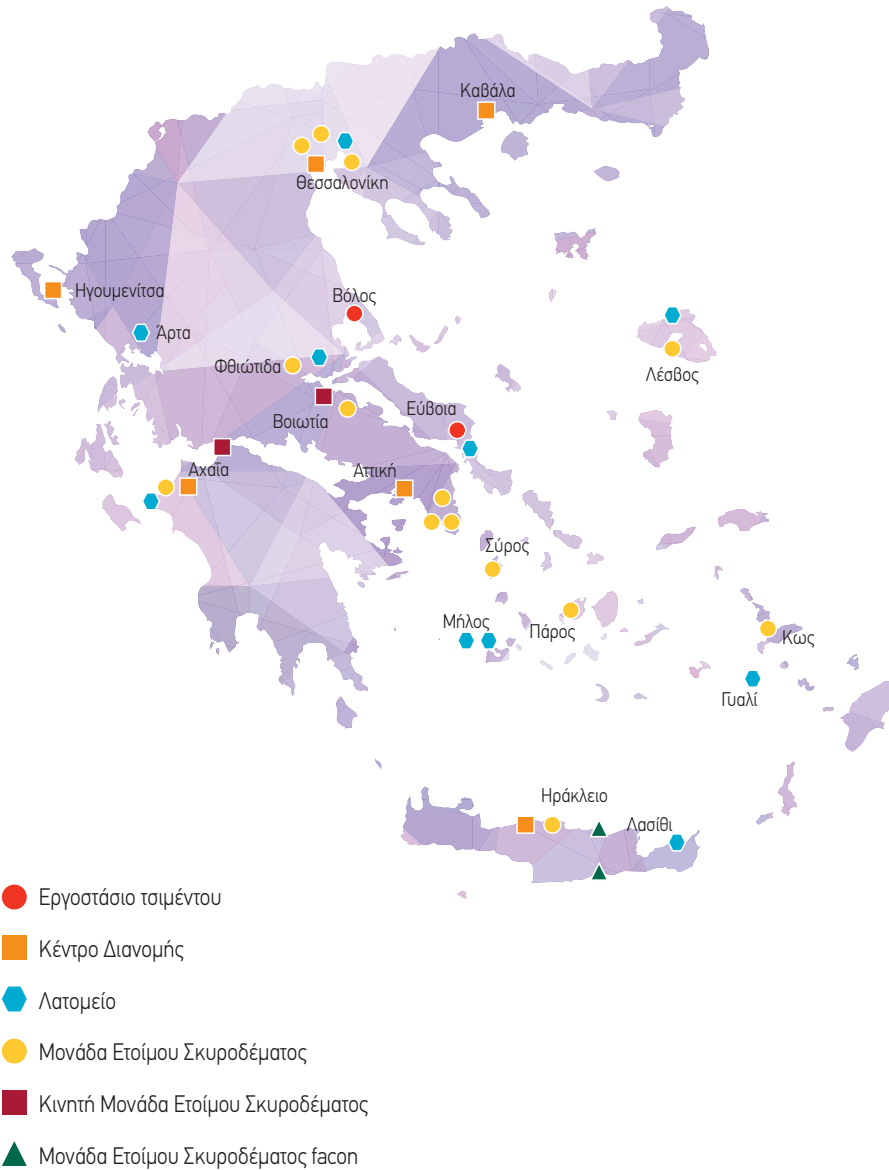 Καβάλα
Θεσσαλονίκη
Ηγουμενίτσα
Βόλος
Άρτα
Φθιώτιδα
Λέσβος
Εύβοια
Βοιωτία
Αχαΐα
Αττική
Σύρος
Μήλος
Πάρος
Κως
Γυαλί
Ηράκλειο
Λασίθι
Εργοστάσιο τσιμέντου
Κέντρο Διανομής
Λατομείο
Μονάδα Ετοίμου Σκυροδέματος
Κινητή Μονάδα Ετοίμου Σκυροδέματος
Μονάδα Ετοίμου Σκυροδέματος facon